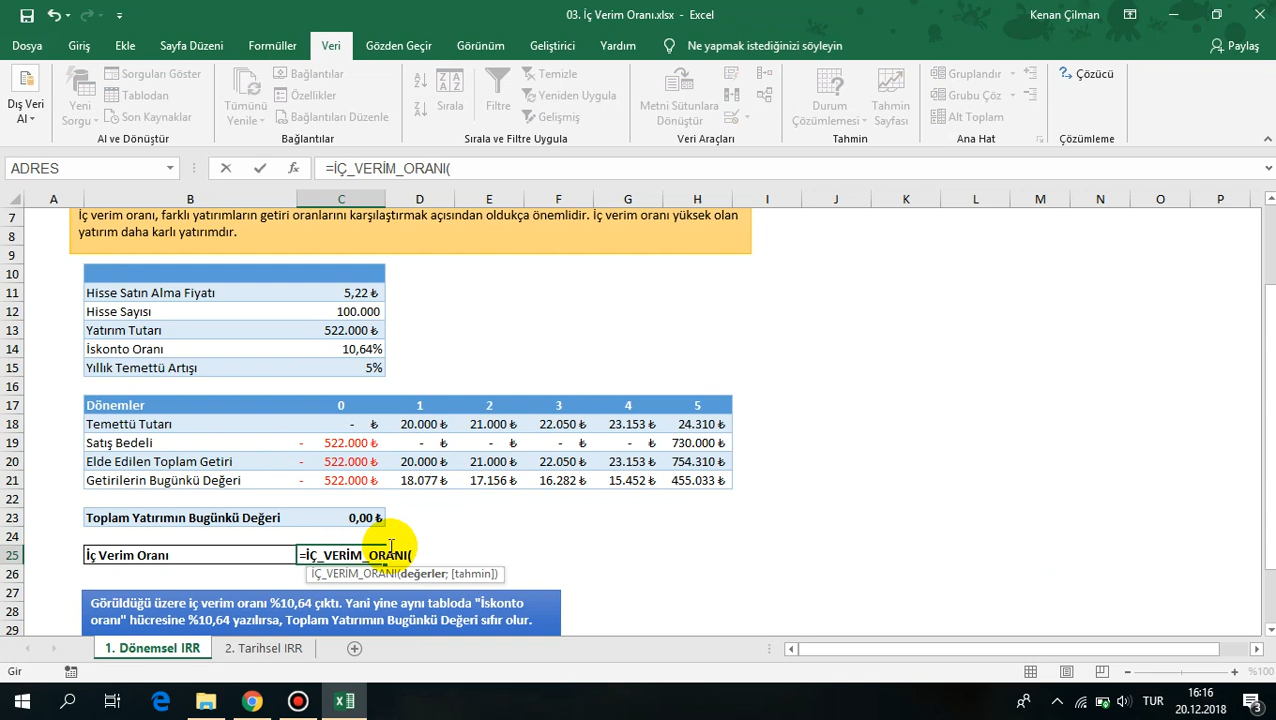 03. İç Verim Oranı.xlsx - Excel
Kenan Çilman
Dosya Giriş Ekle Sayfa Düzeni Formüller Veri Gözden Geçir Görünüm Geliştirici Yardım Ne yapmak istediğinizi söyleyin Paylaş
Dış Veri
Al
Yeni
Sorgu
Sorguları Göster
Tablodan
Son Kaynaklar
Al ve Dönüştür
Tümünü
Yenile
Bağlantılar
Özellikler
Bağlantıları Düzenle
Bağlantılar
Sırala
Filtre
Temizle
Yeniden Uygula
Gelişmiş
Sırala ve Filtre Uygula
Metni Sütunlara
Dönüştür
Veri Araçları
Durum
Çözümlemesi
Tahmin
Sayfası
Tahmin
Gruplandır
Grubu Çöz
Alt Toplam
Ana Hat
Çözücü
Çözümleme
ADRES
=İÇ_VERİM_ORANI(
A B C D E F G H I J K L M N O P
7 İç verim oranı, farklı yatırımların getiri oranlarını karşılaştırmak açısından oldukça önemlidir. İç verim oranı yüksek olan
8 yatırım daha karlı yatırımdır.
9
10
11 Hisse Satın Alma Fiyatı 5,22 ₺
12 Hisse Sayısı 100.000
13 Yatırım Tutarı 522.000 ₺
14 İskonto Oranı 10,64%
15 Yıllık Temettü Artışı 5%
16
17 Dönemler 0 1 2 3 4 5
18 Temettü Tutarı - ₺ 20.000 ₺ 21.000 ₺ 22.050 ₺ 23.153 ₺ 24.310 ₺
19 Satış Bedeli - 522.000 ₺ - ₺ - ₺ - ₺ - ₺ 730.000 ₺
20 Elde Edilen Toplam Getiri - 522.000 ₺ 20.000 ₺ 21.000 ₺ 22.050 ₺ 23.153 ₺ 754.310 ₺
21 Getirilerin Bugünkü Değeri - 522.000 ₺ 18.077 ₺ 17.156 ₺ 16.282 ₺ 15.452 ₺ 455.033 ₺
22
23 Toplam Yatırımın Bugünkü Değeri 0,00 ₺
24
25 İç Verim Oranı =İÇ_VERİM_ORANI(
26 İÇ_VERİM_ORANI(değerler; [tahmin])
27
28 Görüldüğü üzere iç verim oranı %10,64 çıktı. Yani yine aynı tabloda "İskonto
29 oranı" hücresine %10,64 yazılırsa, Toplam Yatırımın Bugünkü Değeri sıfır olur.
1. Dönemsel IRR 2. Tarihsel IRR
Gir
%100
TUR
16:16
20.12.2018
3